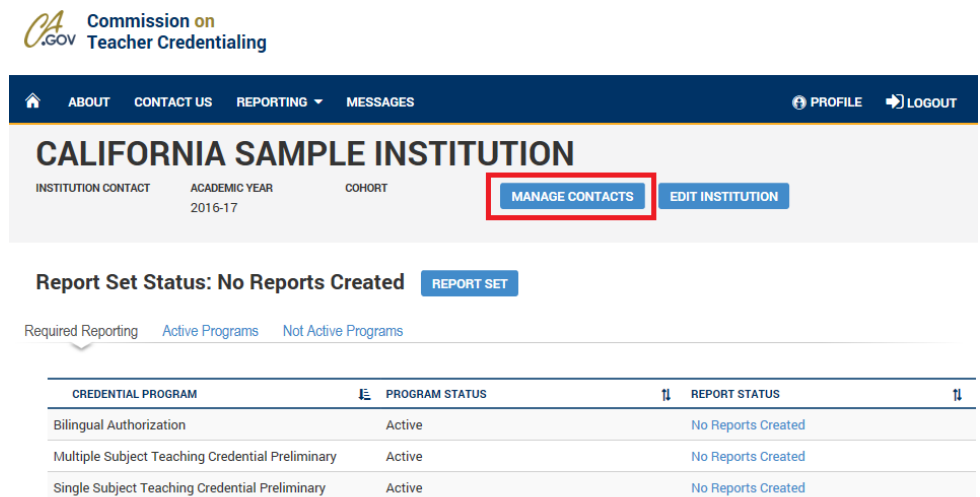 CA.GOV Commission on
Teacher Credentialing
ABOUT CONTACT US REPORTING MESSAGES PROFILE LOGOUT
CALIFORNIA SAMPLE INSTITUTION
INSTITUTION CONTACT ACADEMIC YEAR COHORT MANAGE CONTACTS EDIT INSTITUTION
2016-17
Report Set Status: No Reports Created REPORT SET
Required Reporting Active Programs Not Active Programs
CREDENTIAL PROGRAM PROGRAM STATUS REPORT STATUS
Bilingual Authorization Active No Reports Created
Multiple Subject Teaching Credential Preliminary Active No Reports Created
Single Subject Teaching Credential Preliminary Active No Reports Created